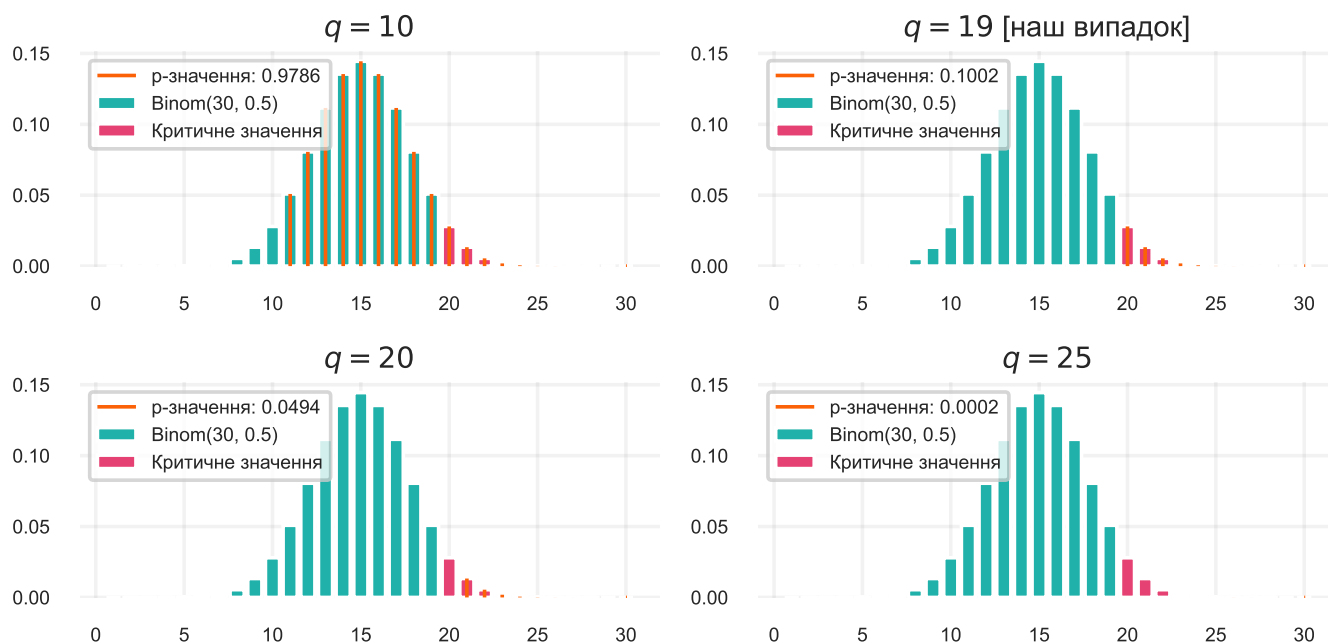 q = 10
0.15
0.10
0.05
0.00
p-значення: 0.9786
Binom(30, 0.5)
Критичне значення
0 5 10 15 20 25 30
q = 19 [наш випадок]
0.15
0.10
0.05
0.00
p-значення: 0.1002
Binom(30, 0.5)
Критичне значення
0 5 10 15 20 25 30
q = 20
0.15
0.10
0.05
0.00
p-значення: 0.0494
Binom(30, 0.5)
Критичне значення
0 5 10 15 20 25 30
q = 25
0.15
0.10
0.05
0.00
p-значення: 0.0002
Binom(30, 0.5)
Критичне значення
0 5 10 15 20 25 30